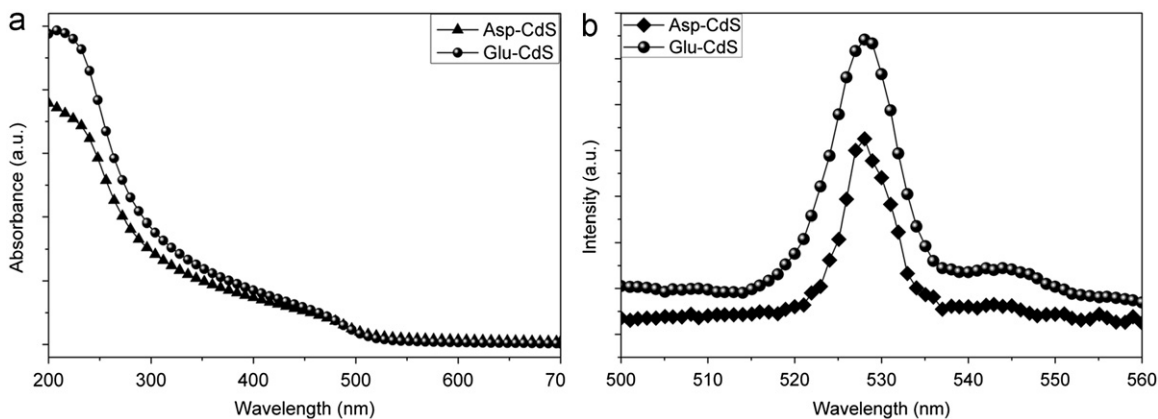 a
Asp-CdS
Glu-CdS
Absorbance (a.u.)
200 300 400 500 600 70
Wavelength (nm)
b
Asp-CdS
Glu-CdS
Intensity (a.u.)
500 510 520 530 540 550 560
Wavelength (nm)